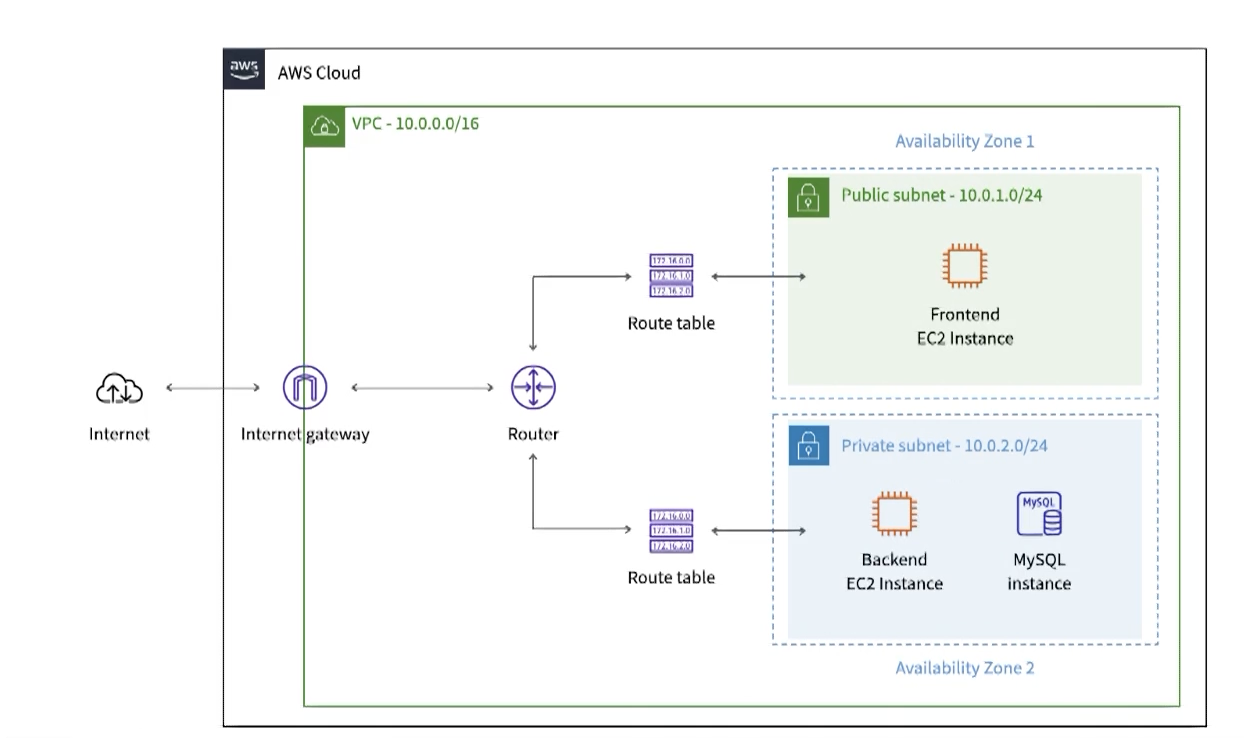 aws
AWS Cloud
VPC - 10.0.0.0/16
Availability Zone 1
Public subnet - 10.0.1.0/24
Frontend
EC2 Instance
172.16.0.0
172.16.1.0
172.16.2.0
Route table
Internet
Internet gateway
Router
Private subnet - 10.0.2.0/24
Backend
EC2 Instance
MySQL
MySQL
instance
172.16.0.0
172.16.1.0
172.16.2.0
Route table
Availability Zone 2